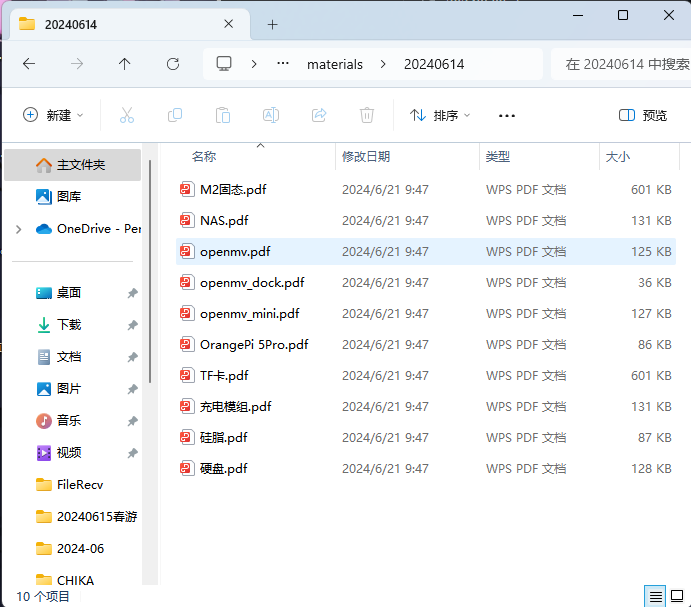 20240614
materials
20240614
在 20240614 中搜索
新建
排序
预览
主文件夹
图库
OneDrive - Per
桌面
下载
文档
图片
音乐
视频
FileRecv
20240615春游
2024-06
CHIKA
名称 修改日期 类型 大小
M2固态.pdf 2024/6/21 9:47 WPS PDF 文档 601 KB
NAS.pdf 2024/6/21 9:47 WPS PDF 文档 131 KB
openmv.pdf 2024/6/21 9:47 WPS PDF 文档 125 KB
openmv_dock.pdf 2024/6/21 9:47 WPS PDF 文档 36 KB
openmv_mini.pdf 2024/6/21 9:47 WPS PDF 文档 127 KB
OrangePi 5Pro.pdf 2024/6/21 9:47 WPS PDF 文档 86 KB
TF卡.pdf 2024/6/21 9:47 WPS PDF 文档 601 KB
充电模组.pdf 2024/6/21 9:47 WPS PDF 文档 131 KB
硅脂.pdf 2024/6/21 9:47 WPS PDF 文档 87 KB
硬盘.pdf 2024/6/21 9:47 WPS PDF 文档 128 KB
10 个项目